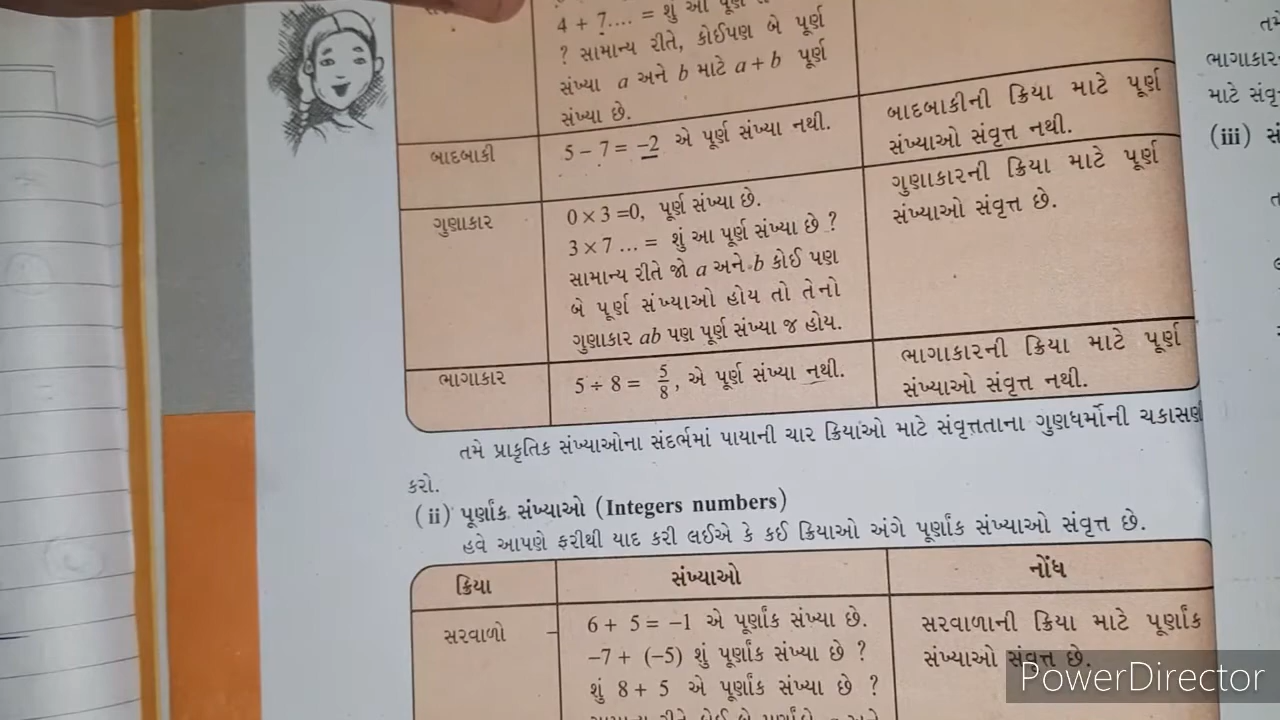 4 + 7.... = શું આ પૂર્ણ
? સામાન્ય રીતે, કોઈપણ બે પૂર્ણ
સંખ્યા a અને b માટે a + b પૂર્ણ
સંખ્યા છે.
બાદબાકી
5 − 7 = −2 એ પૂર્ણ સંખ્યા નથી.
બાદબાકીની ક્રિયા માટે પૂર્ણ
સંખ્યાઓ સંવૃત્ત નથી.
ગુણાકાર
0 × 3 =0, પૂર્ણ સંખ્યા છે.
3 × 7 ... = શું આ પૂર્ણ સંખ્યા છે ?
સામાન્ય રીતે જો a અને b કોઈ પણ
બે પૂર્ણ સંખ્યાઓ હોય તો તેનો
ગુણાકાર ab પણ પૂર્ણ સંખ્યા જ હોય.
ગુણાકારની ક્રિયા માટે પૂર્ણ
સંખ્યાઓ સંવૃત્ત છે.
ભાગાકાર
5 ÷ 8 = 5/8, એ પૂર્ણ સંખ્યા નથી.
ભાગાકારની ક્રિયા માટે પૂર્ણ
સંખ્યાઓ સંવૃત્ત નથી.
તમે પ્રાકૃતિક સંખ્યાઓના સંદર્ભમાં પાયાની ચાર ક્રિયાઓ માટે સંવૃત્તતાના ગુણધર્મોની ચકાસણી
કરો.
(ii) પૂર્ણાંક સંખ્યાઓ (Integers numbers)
હવે આપણે ફરીથી યાદ કરી લઈએ કે કઈ ક્રિયાઓ અંગે પૂર્ણાંક સંખ્યાઓ સંવૃત્ત છે.
ક્રિયા
સંખ્યાઓ
નોંધ
સરવાળો
6 + 5 = −1 એ પૂર્ણાંક સંખ્યા છે.
−7 + (−5) શું પૂર્ણાંક સંખ્યા છે ?
શું 8 + 5 એ પૂર્ણાંક સંખ્યા છે ?
સરવાળાની ક્રિયા માટે પૂર્ણાંક
સંખ્યાઓ સંવૃત્ત છે.
ભાગાકાર
માટે
(iii)
PowerDirector